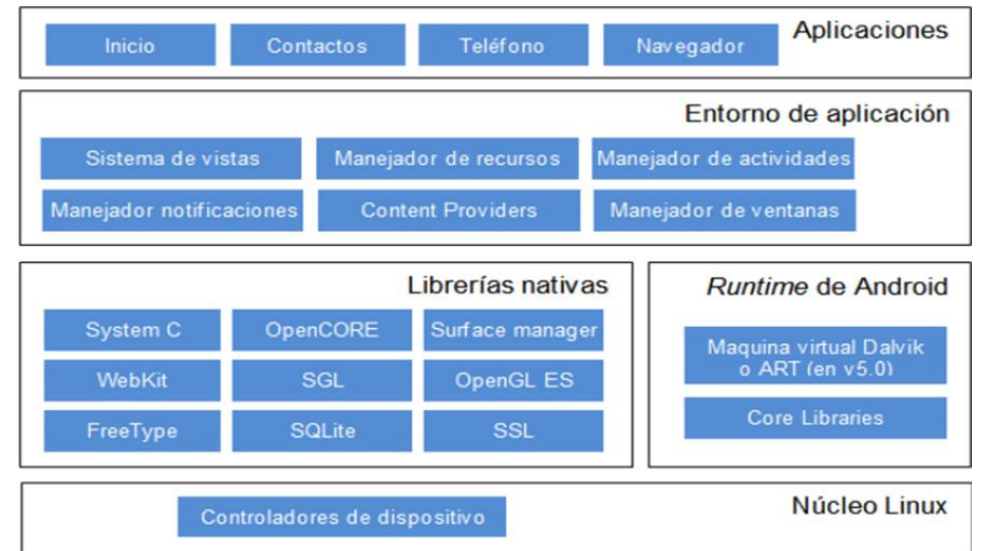 Aplicaciones
Inicio
Contactos
Teléfono
Navegador
Entorno de aplicación
Sistema de vistas
Manejador de recursos
Manejador de actividades
Manejador notificaciones
Content Providers
Manejador de ventanas
Librerías nativas
System C
OpenCORE
Surface manager
WebKit
SGL
OpenGL ES
FreeType
SQLite
SSL
Runtime de Android
Maquina virtual Dalvik
o ART (en v5.0)
Core Libraries
Núcleo Linux
Controladores de dispositivo